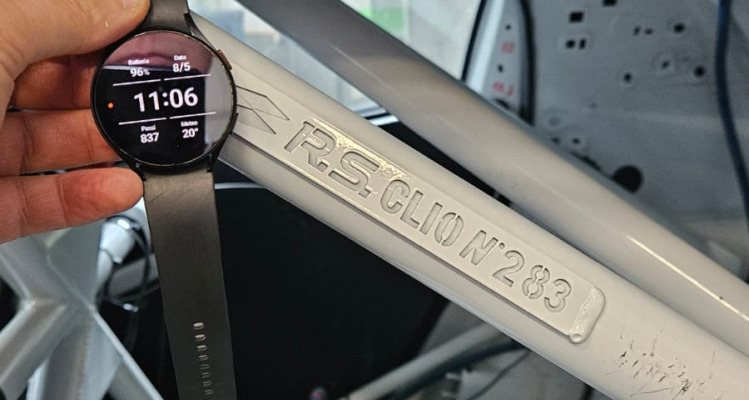 Batteria Data
96% 8/5
11:06
Passi Meteo
837 20°
R.S. CLIO N°283